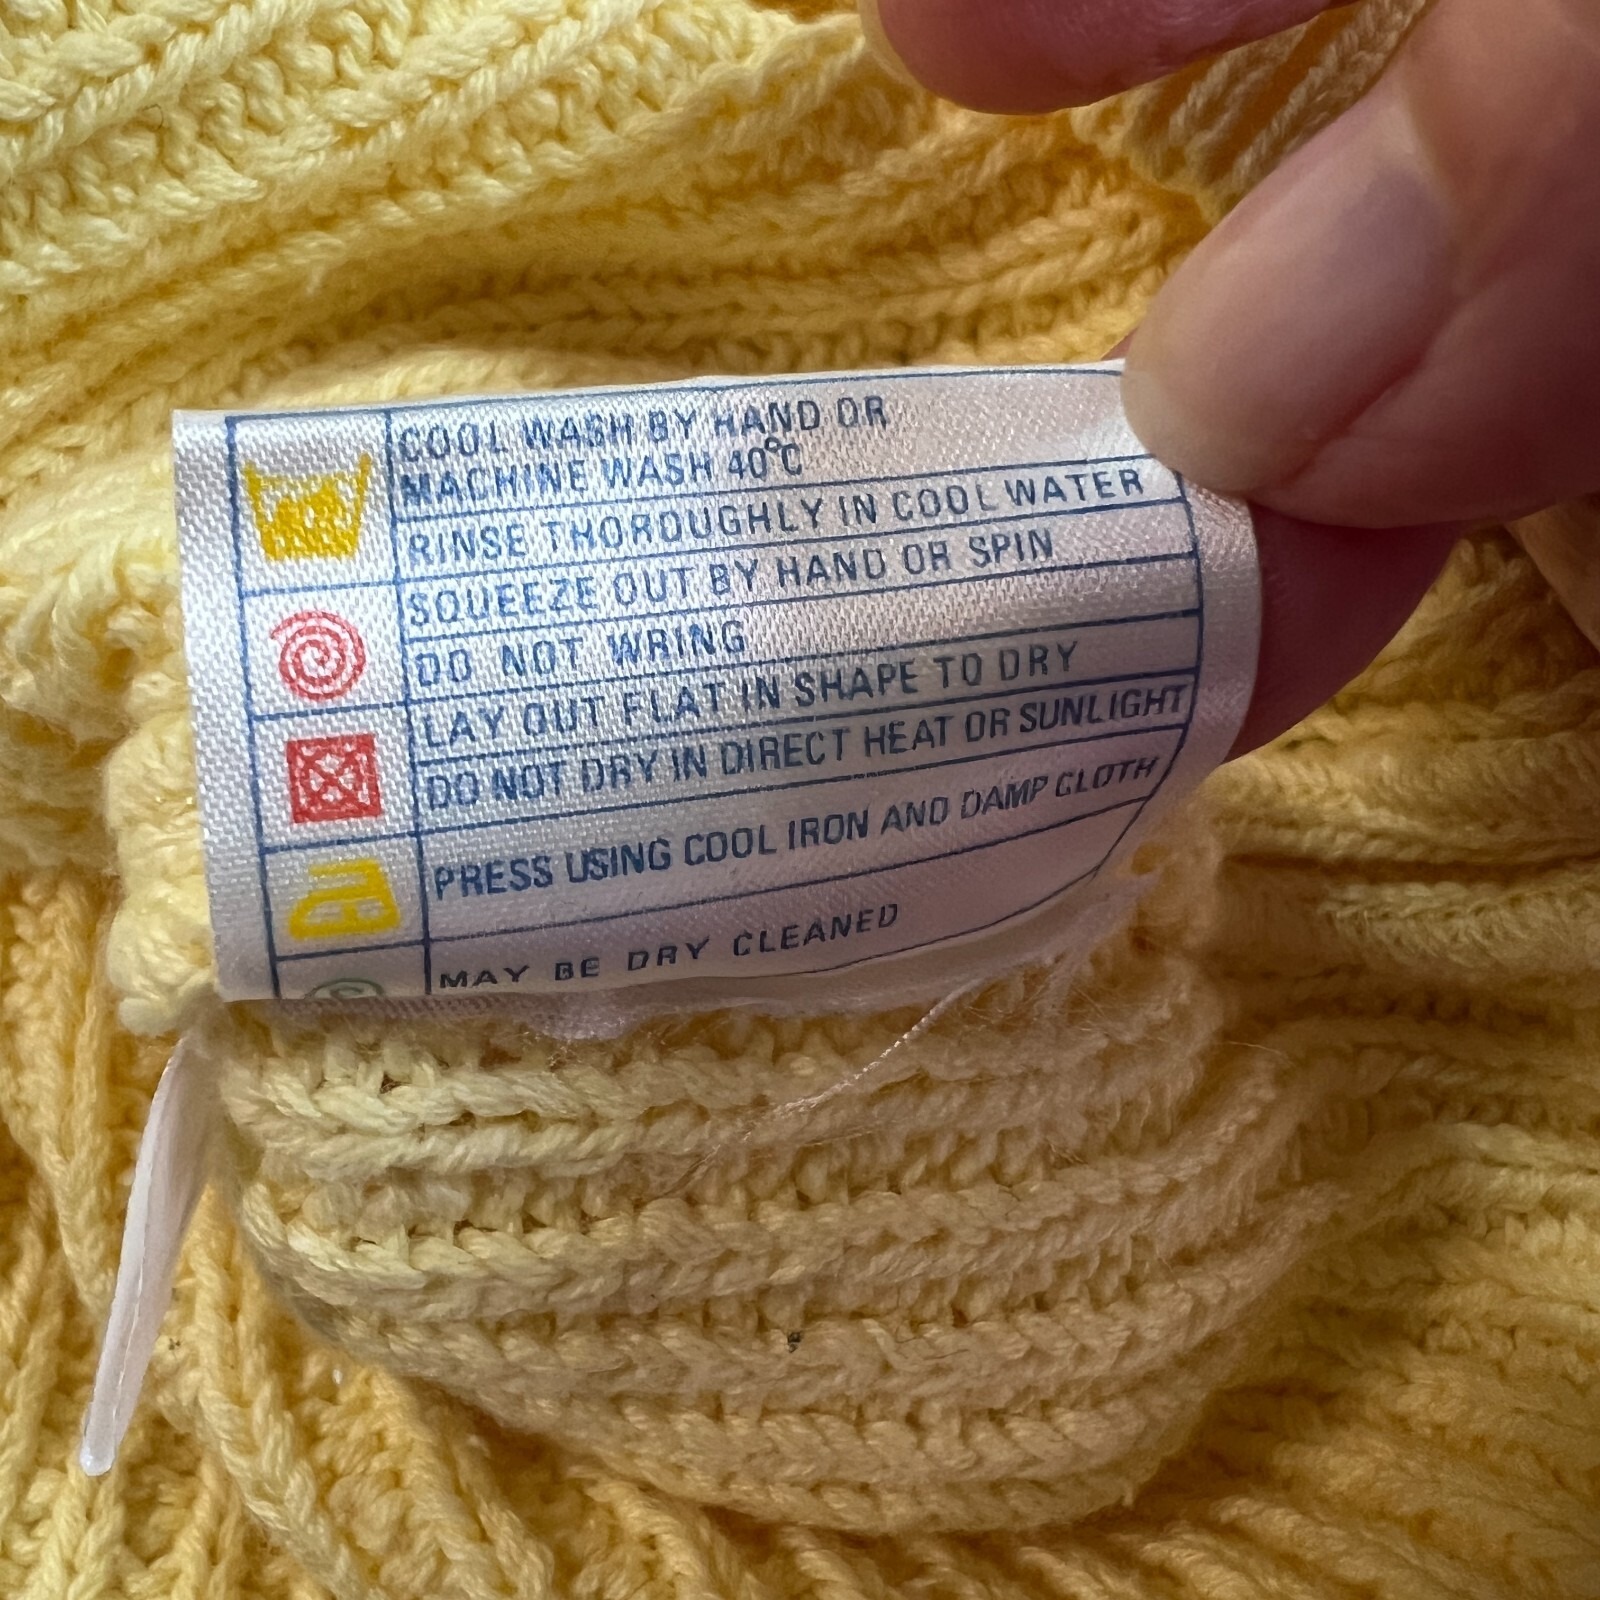 COOL WASH BY HAND OR
MACHINE WASH 40°C
RINSE THOROUGHLY IN COOL WATER
SQUEEZE OUT BY HAND OR SPIN
DO NOT WRING
LAY OUT FLAT IN SHAPE TO DRY
DO NOT DRY IN DIRECT HEAT OR SUNLIGHT
PRESS USING COOL IRON AND DAMP CLOTH
MAY BE DRY CLEANED